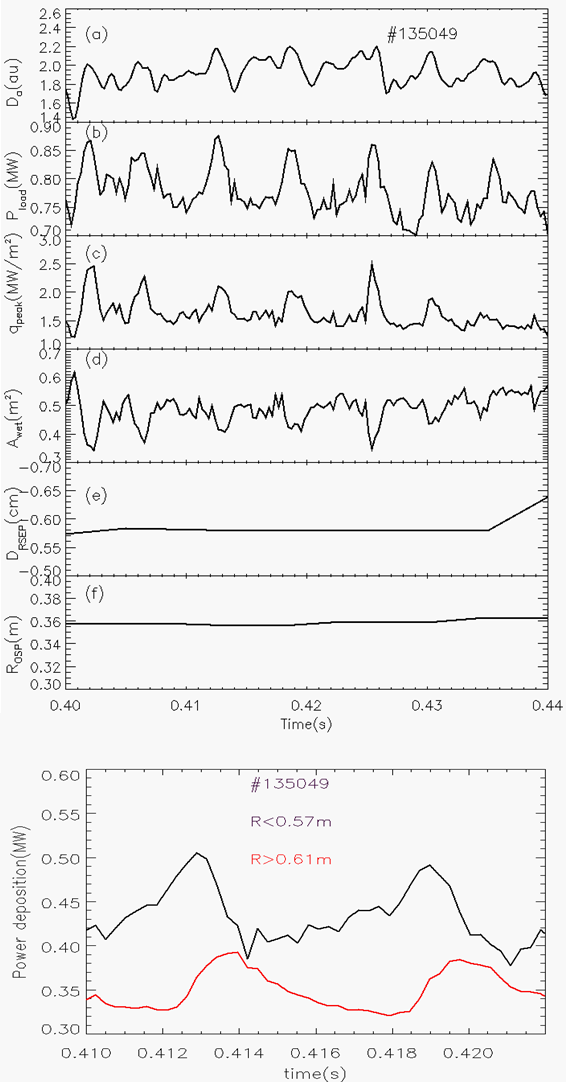 (a)
#135049
2.6
2.4
2.2
2.0
1.8
1.6
1.4
Dα(au)
(b)
0.90
0.80
0.75
0.70
Pload(MW)
(c)
3.0
2.5
1.5
1.0
qpeak(MW/m²)
(d)
0.7
0.6
0.5
0.4
0.3
Awet(m²)
(e)
-0.70
-0.65
-0.60
-0.55
-0.50
DRSEP(cm)
(f)
0.40
0.38
0.36
0.34
0.32
0.30
ROSP(m)
0.40 0.41 0.42 0.43 0.44
Time(s)
#135049
R<0.57m
R>0.61m
0.60
0.55
0.50
0.45
0.40
0.35
0.30
Power deposition(MW)
0.410 0.412 0.414 0.416 0.418 0.420
time(s)